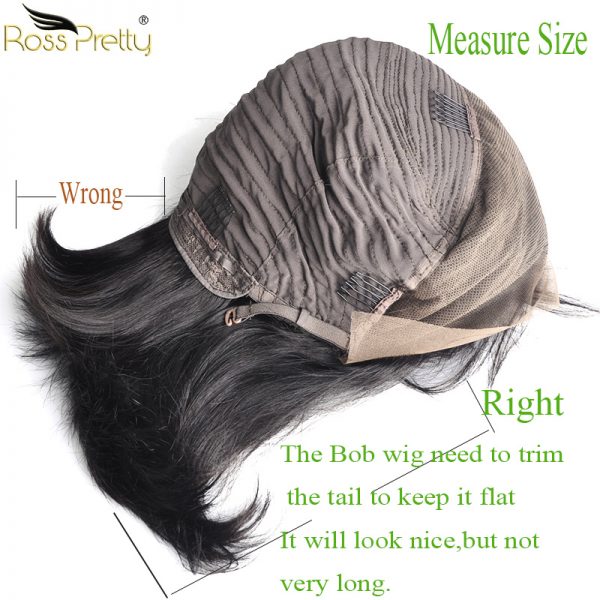 Ross Pretty®
Measure Size
Wrong
Right
The Bob wig need to trim
the tail to keep it flat
It will look nice,but not
very long.